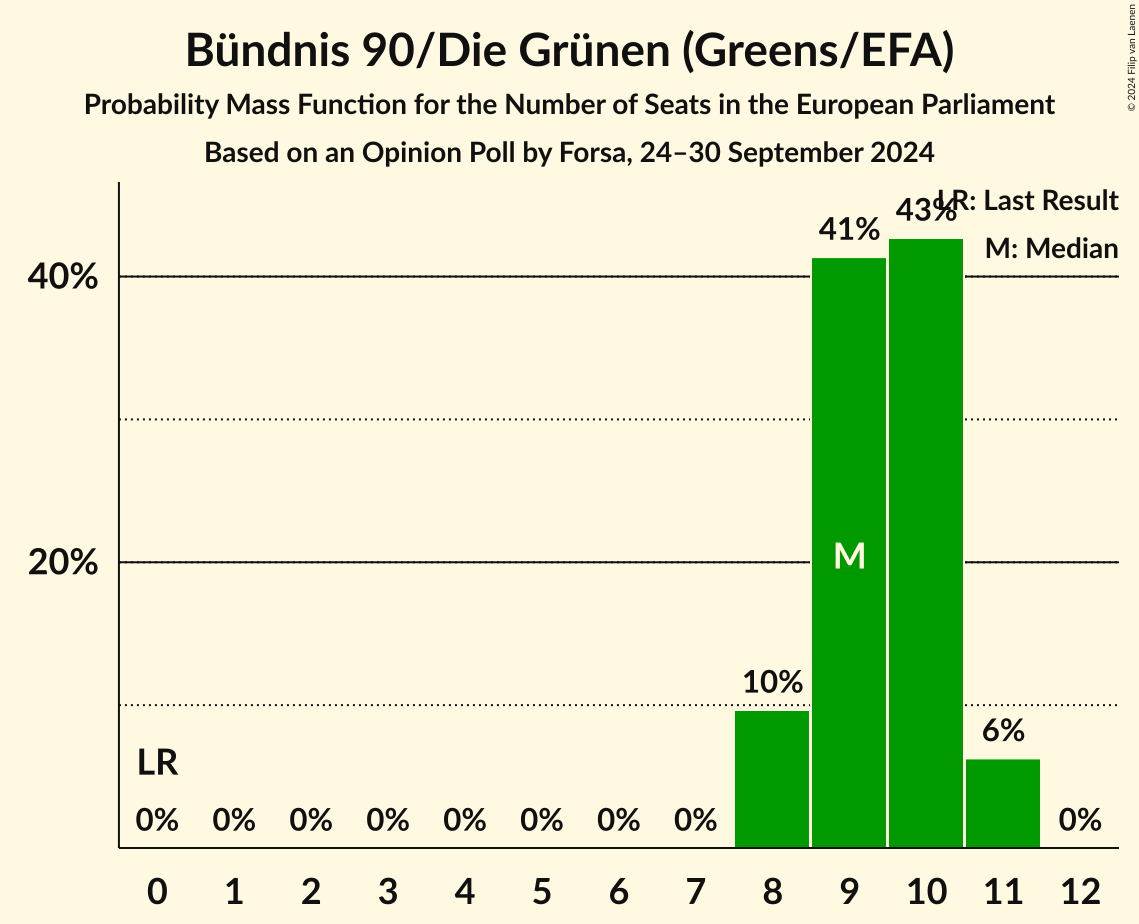 Bündnis 90/Die Grünen (Greens/EFA)
Probability Mass Function for the Number of Seats in the European Parliament
Based on an Opinion Poll by Forsa, 24–30 September 2024
© 2024 Filip van Laenen
LR: Last Result
M: Median
43%
41%
40%
20%
M
10%
6%
LR
0% 0% 0% 0% 0% 0% 0% 0% 0%
0 1 2 3 4 5 6 7 8 9 10 11 12